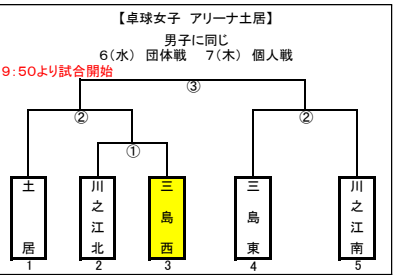 【卓球女子 アリーナ土居】
男子に同じ
6(水) 団体戦 7(木) 個人戦
9:50より試合開始
③
② ②
①
土居 川之江北 三島西 三島東 川之江南
1 2 3 4 5